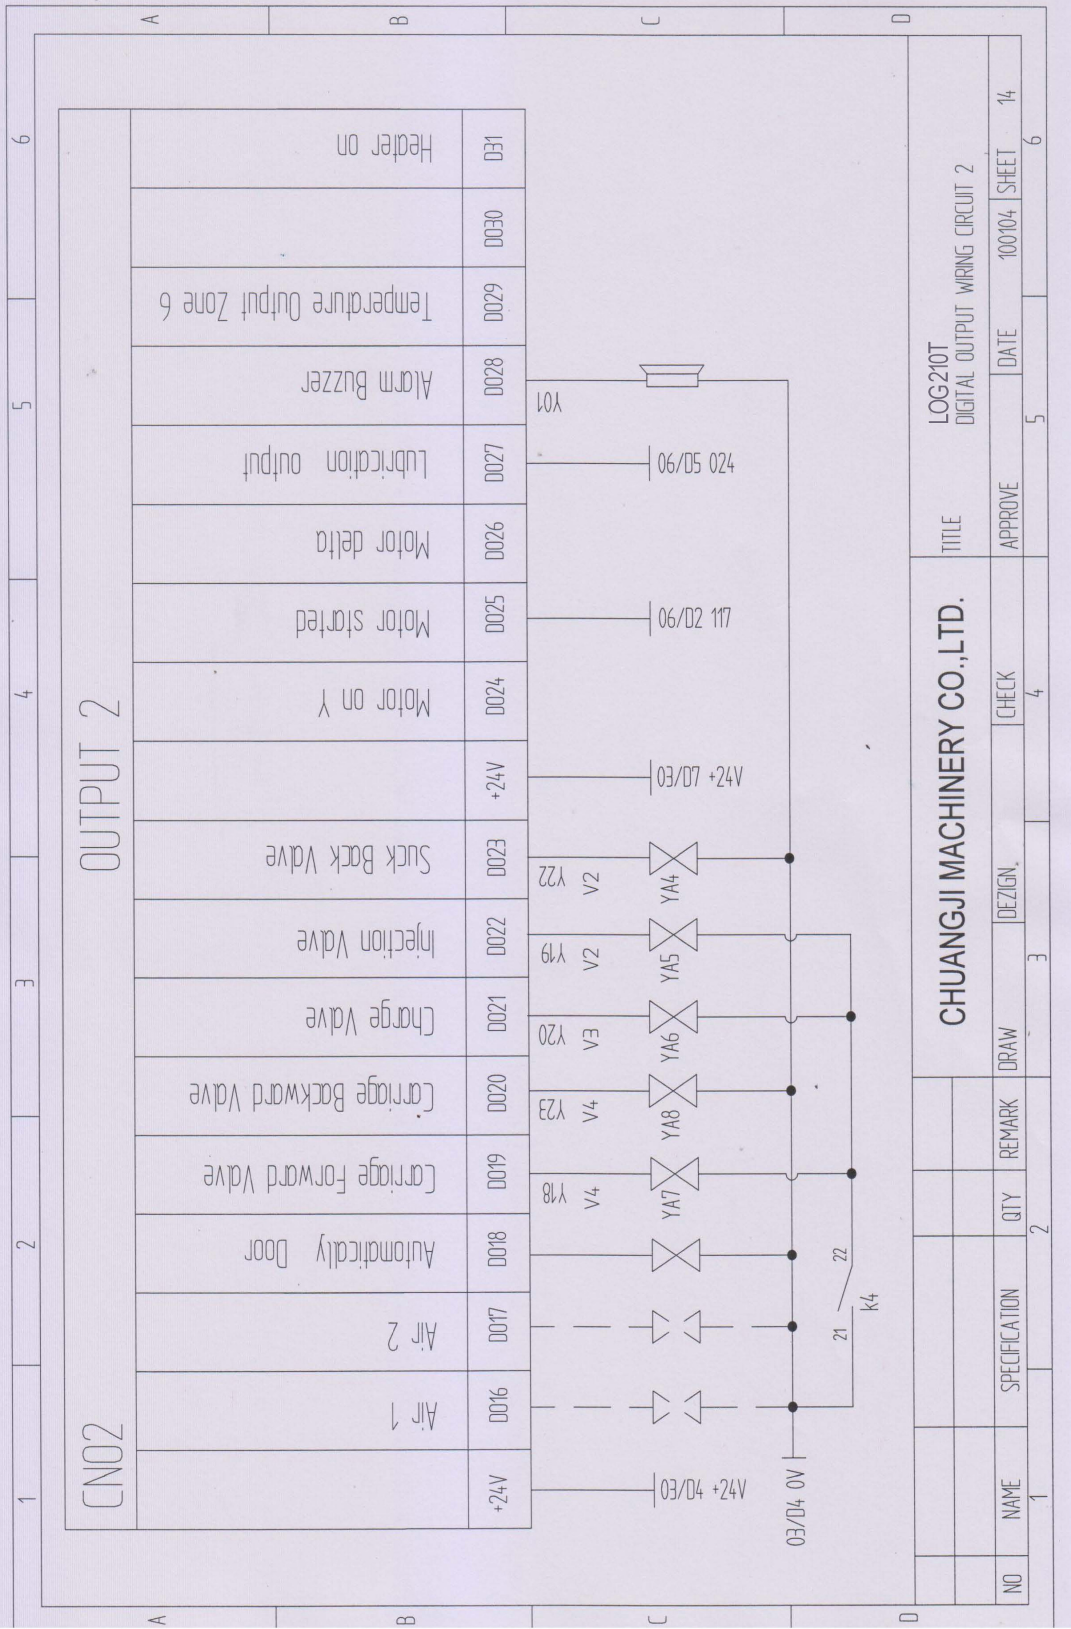 1 2 3 4 5 6
A
B
C
D
CN02 OUTPUT 2
Air 1
Air 2
Automatically Door
Carriage Forward Valve
Carriage Backward Valve
Charge Valve
Injection Valve
Suck Back Valve
Motor on Y
Motor started
Motor delta
Lubrication output
Alarm Buzzer
Temperature Output Zone 6
Heater on
+24V DO16 DO17 DO18 DO19 DO20 DO21 DO22 DO23 +24V DO24 DO25 DO26 DO27 DO28 DO29 DO30 DO31
Y18 Y23 Y20 Y19 Y22 Y01
V4 V4 V3 V2 V2
YA7 YA8 YA6 YA5 YA4
03/D4 +24V
03/D7 +24V
06/D2 117
06/D5 024
03/D4 0V
21 22
k4
A
B
C
D
CHUANGJI MACHINERY CO.,LTD.
TITLE
LOG210T
DIGITAL OUTPUT WIRING CIRCUIT 2
NO NAME SPECIFICATION QTY REMARK DRAW DEZIGN. CHECK APPROVE DATE 100104 SHEET 14
1 2 3 4 5 6